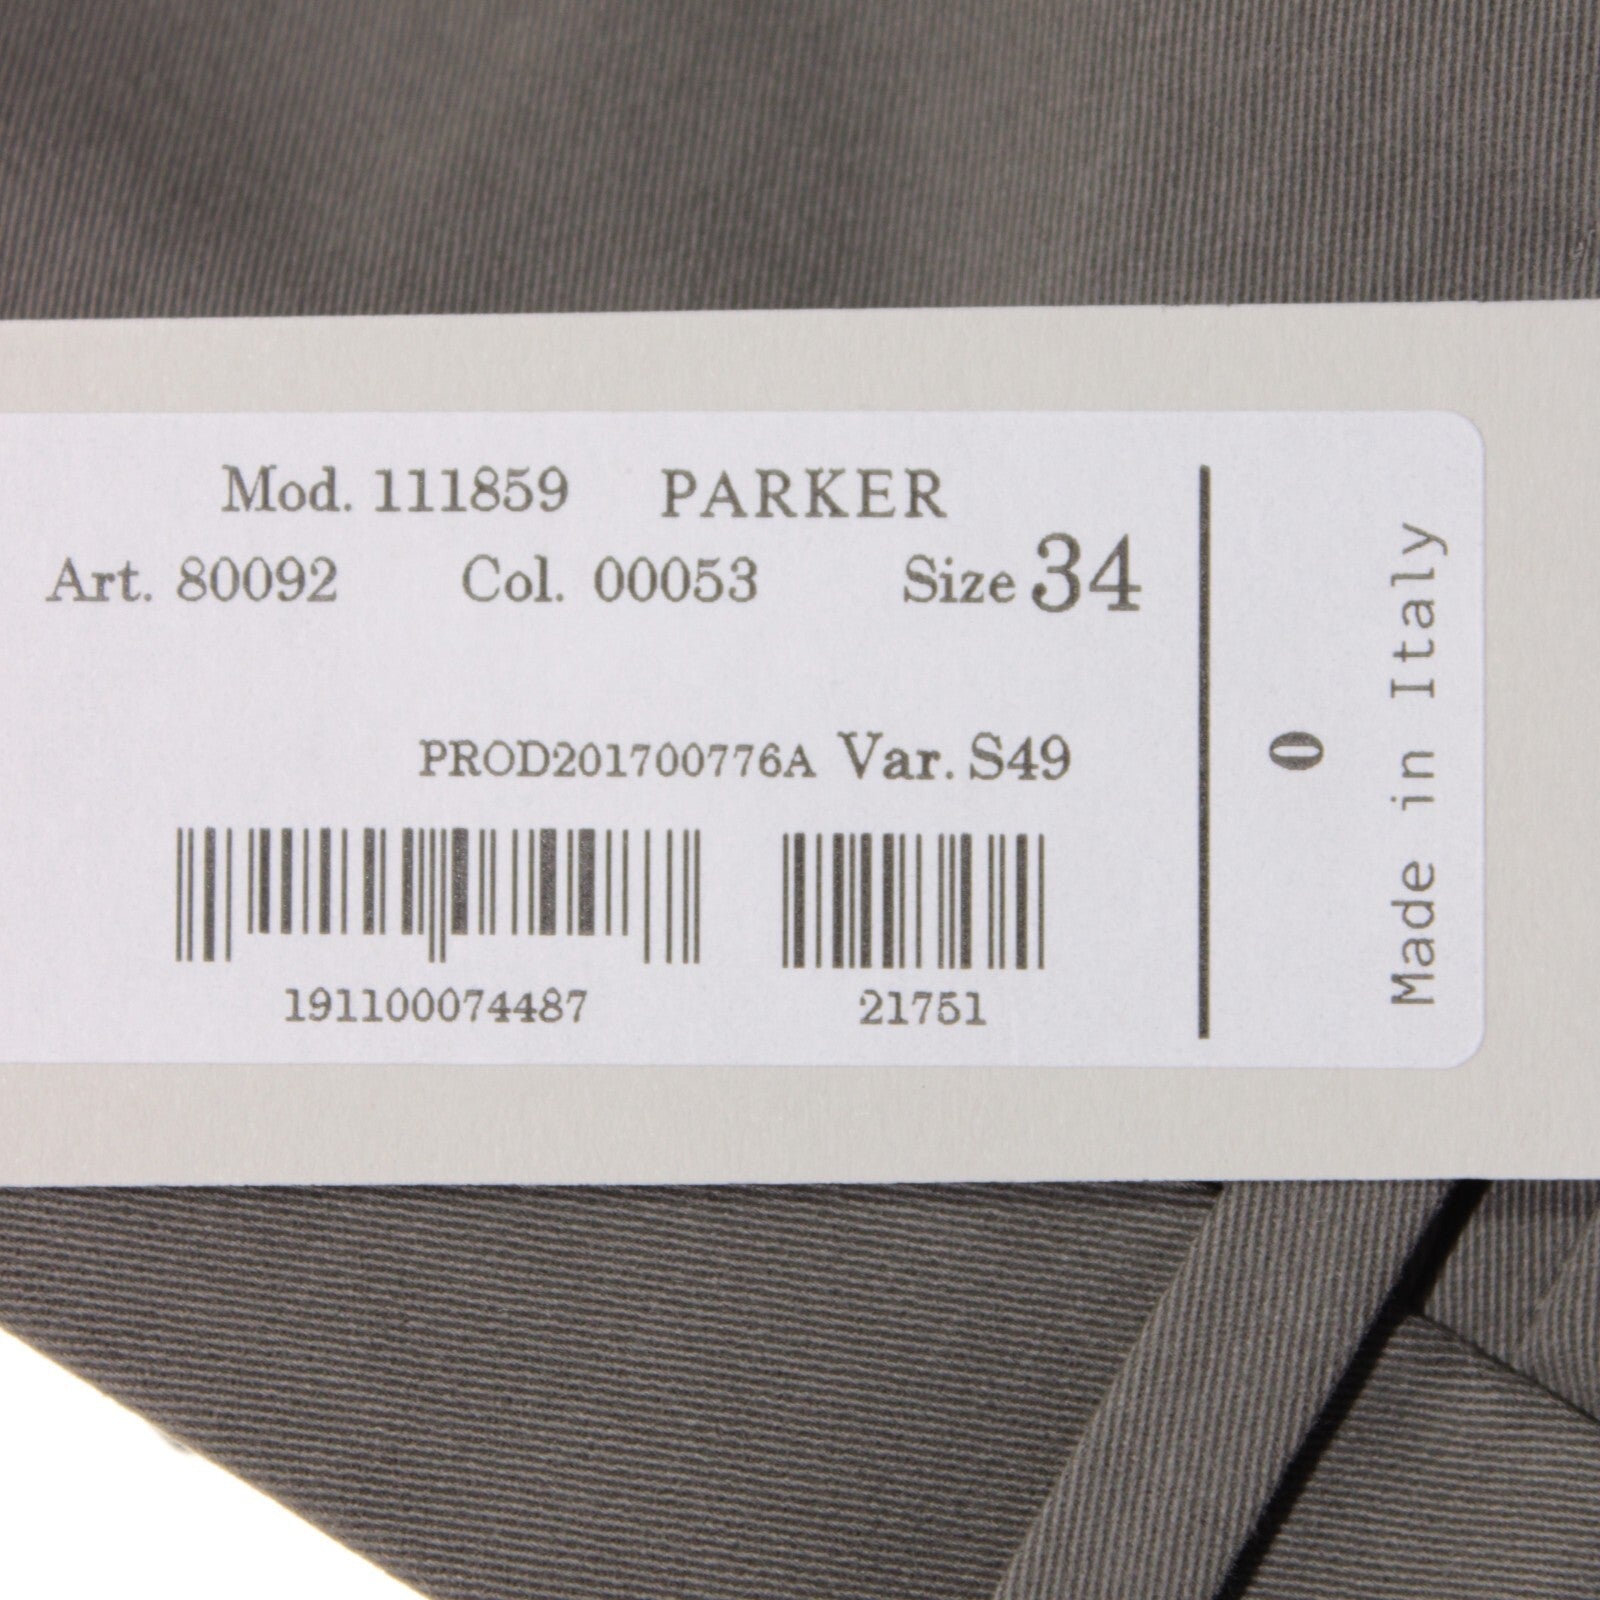 Mod. 111859 PARKER
Art. 80092 Col. 00053 Size 34
PROD201700776A Var. S49
191100074487 21751
0
Made in Italy